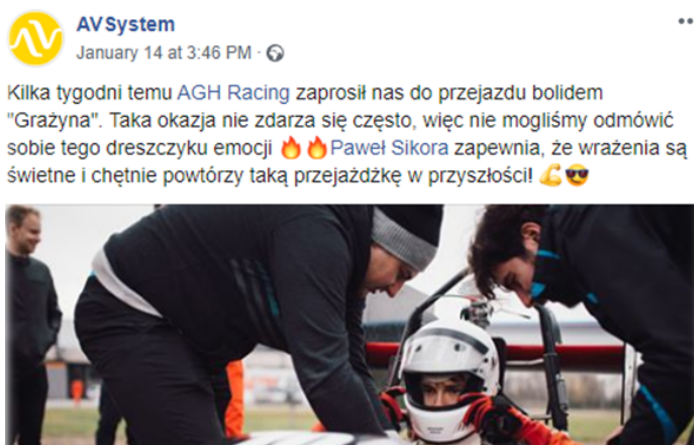 AVSystem
January 14 at 3:46 PM ·
Kilka tygodni temu AGH Racing zaprosił nas do przejazdu bolidem
"Grażyna". Taka okazja nie zdarza się często, więc nie mogliśmy odmówić
sobie tego dreszczyku emocji 🔥🔥Paweł Sikora zapewnia, że wrażenia są
świetne i chętnie powtórzy taką przejażdżkę w przyszłości! 💪😎